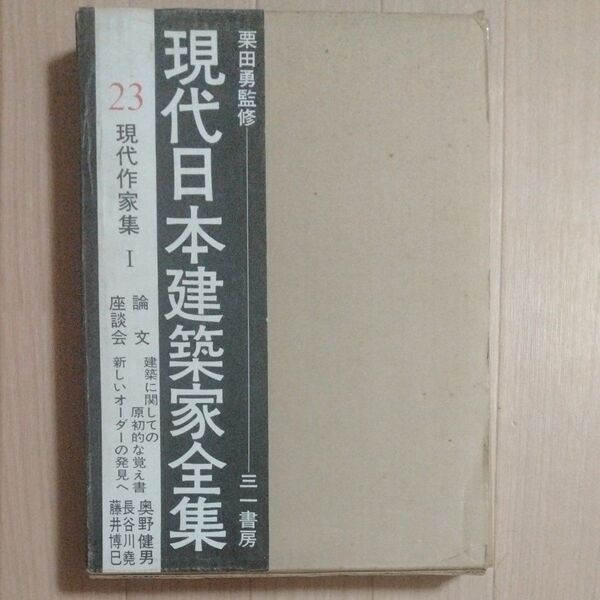 栗田勇監修
三一書房
現代日本建築家全集
23
現代作家集 I
論文
建築に関しての
原初的な覚え書
座談会
新しいオーダーの発見へ
奥野健男
長谷川堯
藤井博巳